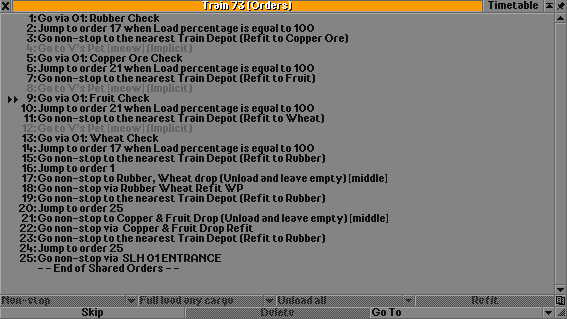 Train 73 (Orders)
Timetable
1: Go via 01: Rubber Check
2: Jump to order 17 when Load percentage is equal to 100
3: Go non-stop to the nearest Train Depot (Refit to Copper Ore)
4: Go to V's Pet [meow] (Implicit)
5: Go via 01: Copper Ore Check
6: Jump to order 21 when Load percentage is equal to 100
7: Go non-stop to the nearest Train Depot (Refit to Fruit)
8: Go to V's Pet [meow] (Implicit)
9: Go via 01: Fruit Check
10: Jump to order 21 when Load percentage is equal to 100
11: Go non-stop to the nearest Train Depot (Refit to Wheat)
12: Go to V's Pet [meow] (Implicit)
13: Go via 01: Wheat Check
14: Jump to order 17 when Load percentage is equal to 100
15: Go non-stop to the nearest Train Depot (Refit to Rubber)
16: Jump to order 1
17: Go non-stop to Rubber, Wheat drop (Unload and leave empty) [middle]
18: Go non-stop via Rubber Wheat Refit WP
19: Go non-stop to the nearest Train Depot (Refit to Rubber)
20: Jump to order 25
21: Go non-stop to Copper & Fruit Drop (Unload and leave empty) [middle]
22: Go non-stop via Copper & Fruit Drop Refit
23: Go non-stop to the nearest Train Depot (Refit to Rubber)
24: Jump to order 25
25: Go non-stop via SLH 01 ENTRANCE
- - End of Shared Orders - -
Non-stop
Full load any cargo
Unload all
Refit
Skip
Delete
Go To